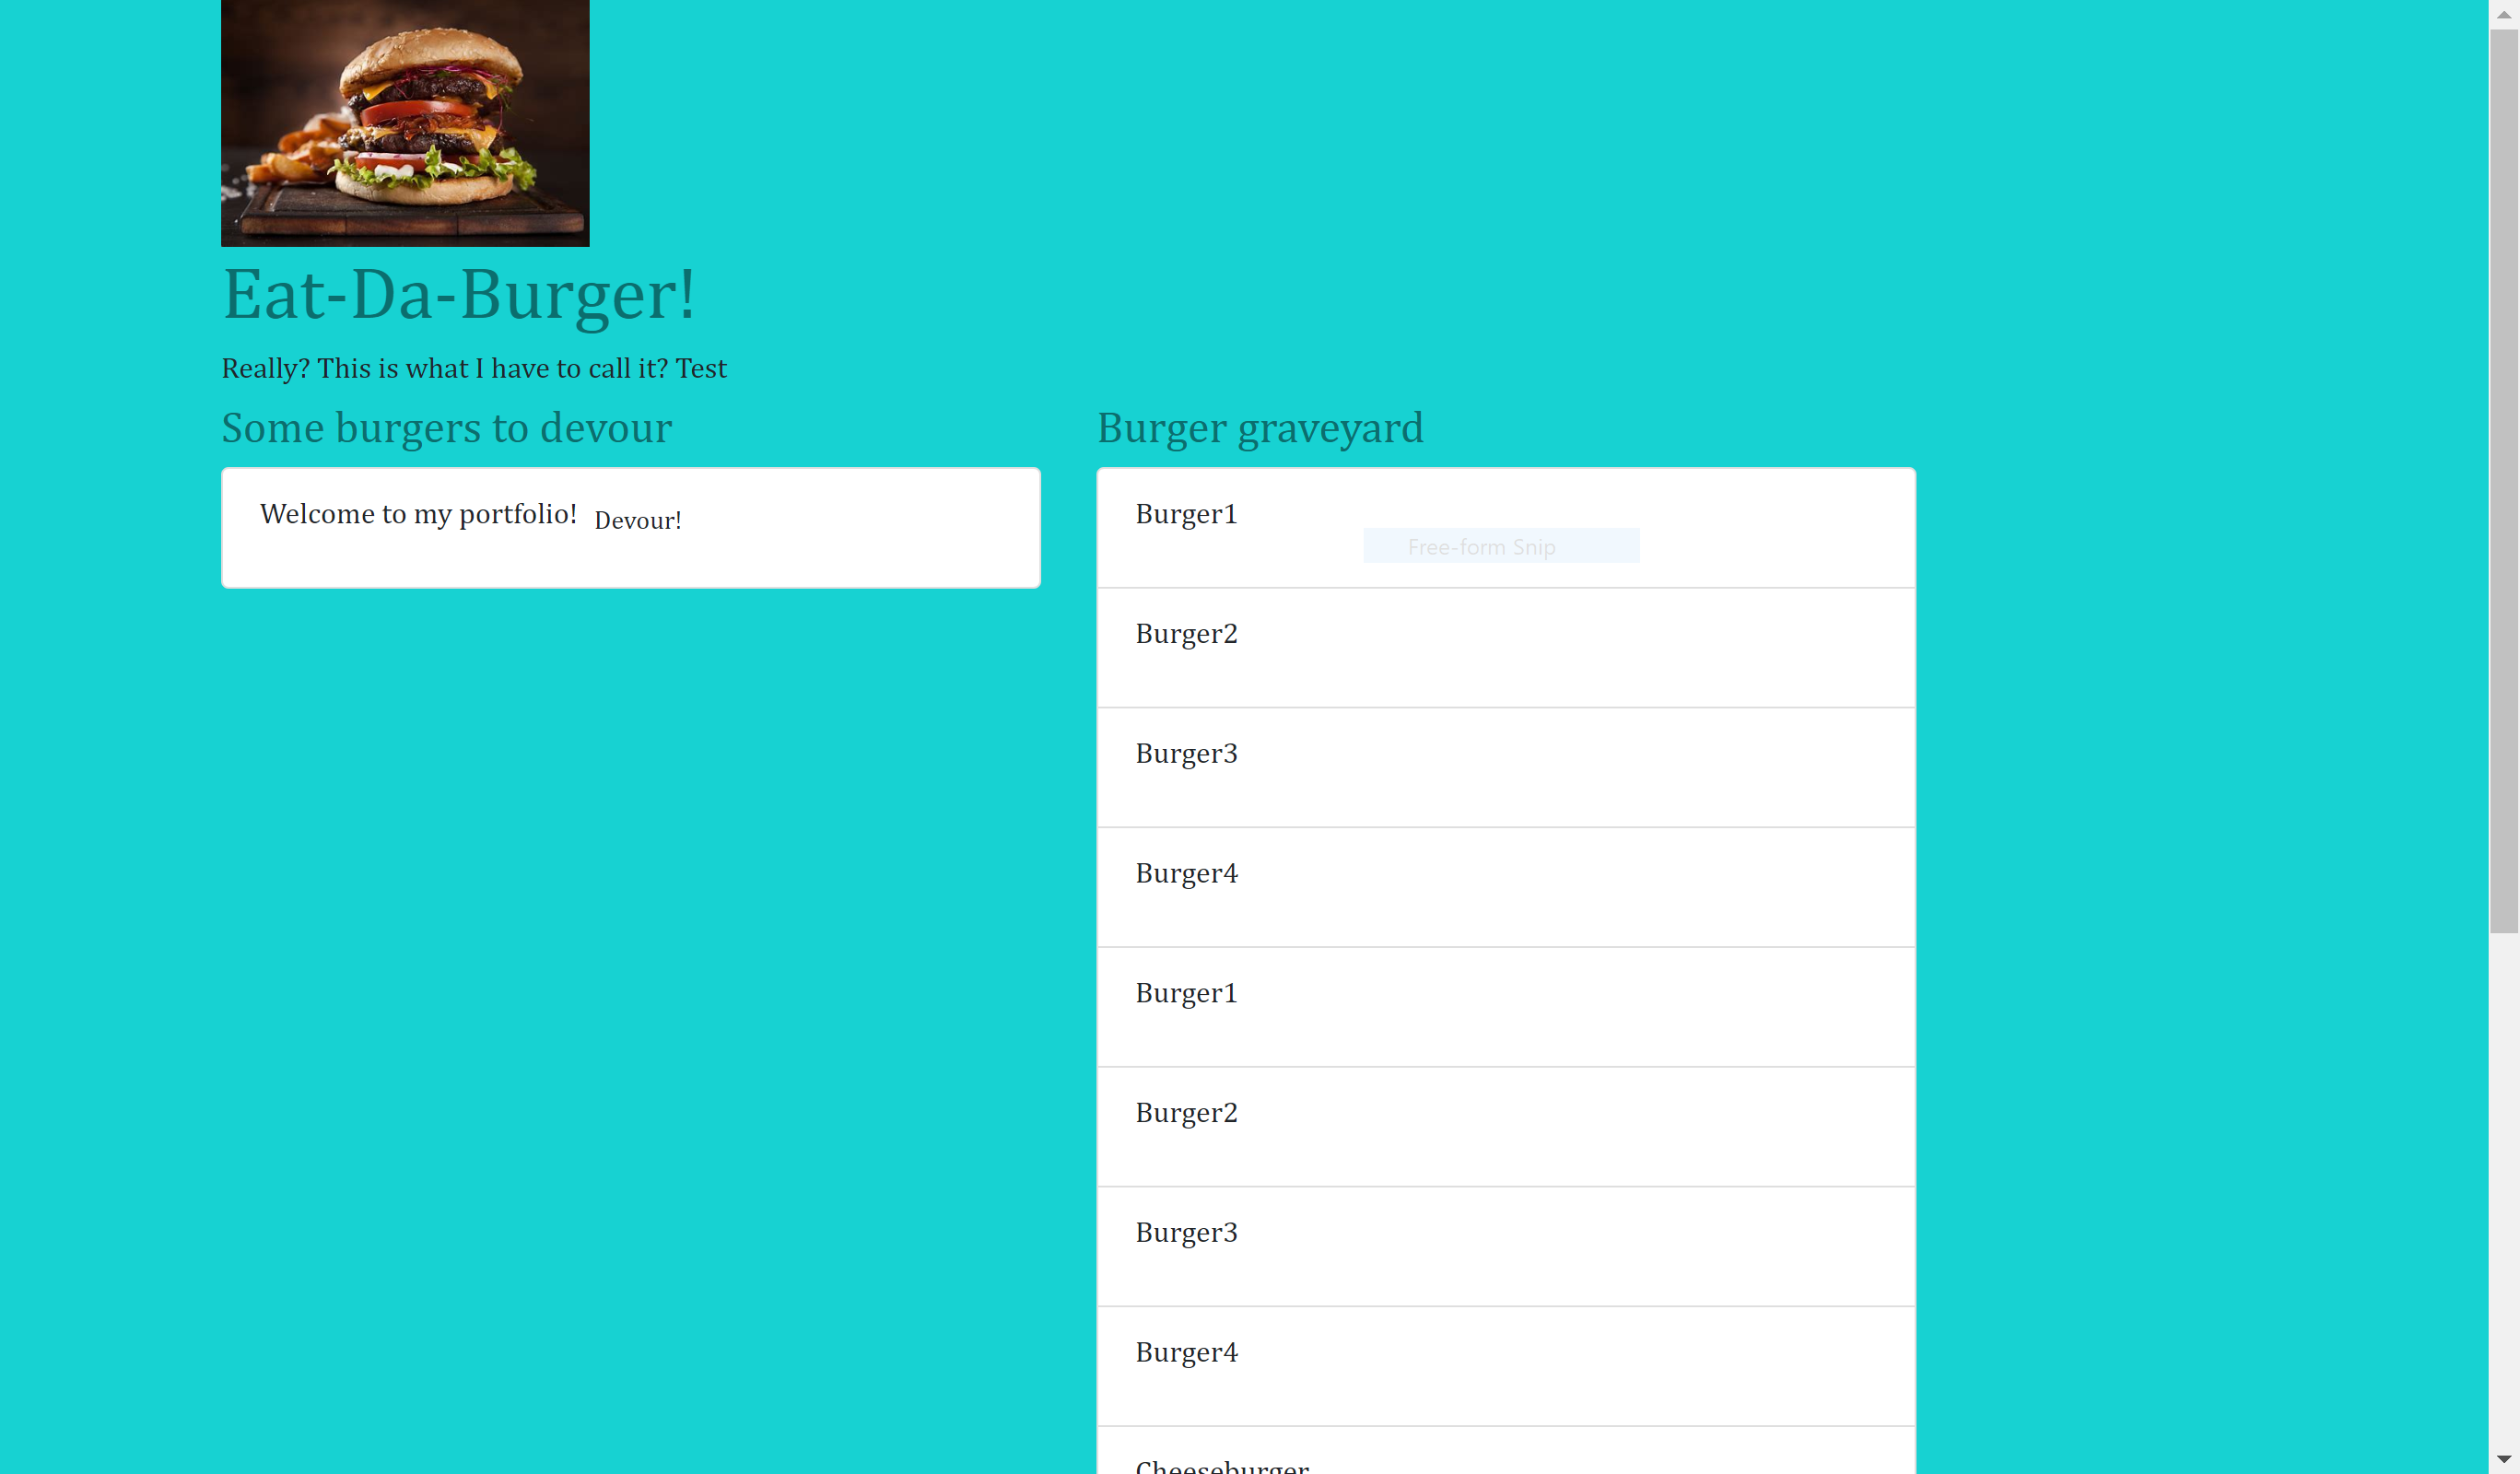 Eat-Da-Burger!
Really? This is what I have to call it? Test
Some burgers to devour
Welcome to my portfolio! Devour!
Burger graveyard
Burger1
Free-form Snip
Burger2
Burger3
Burger4
Burger1
Burger2
Burger3
Burger4
Cheeseburger